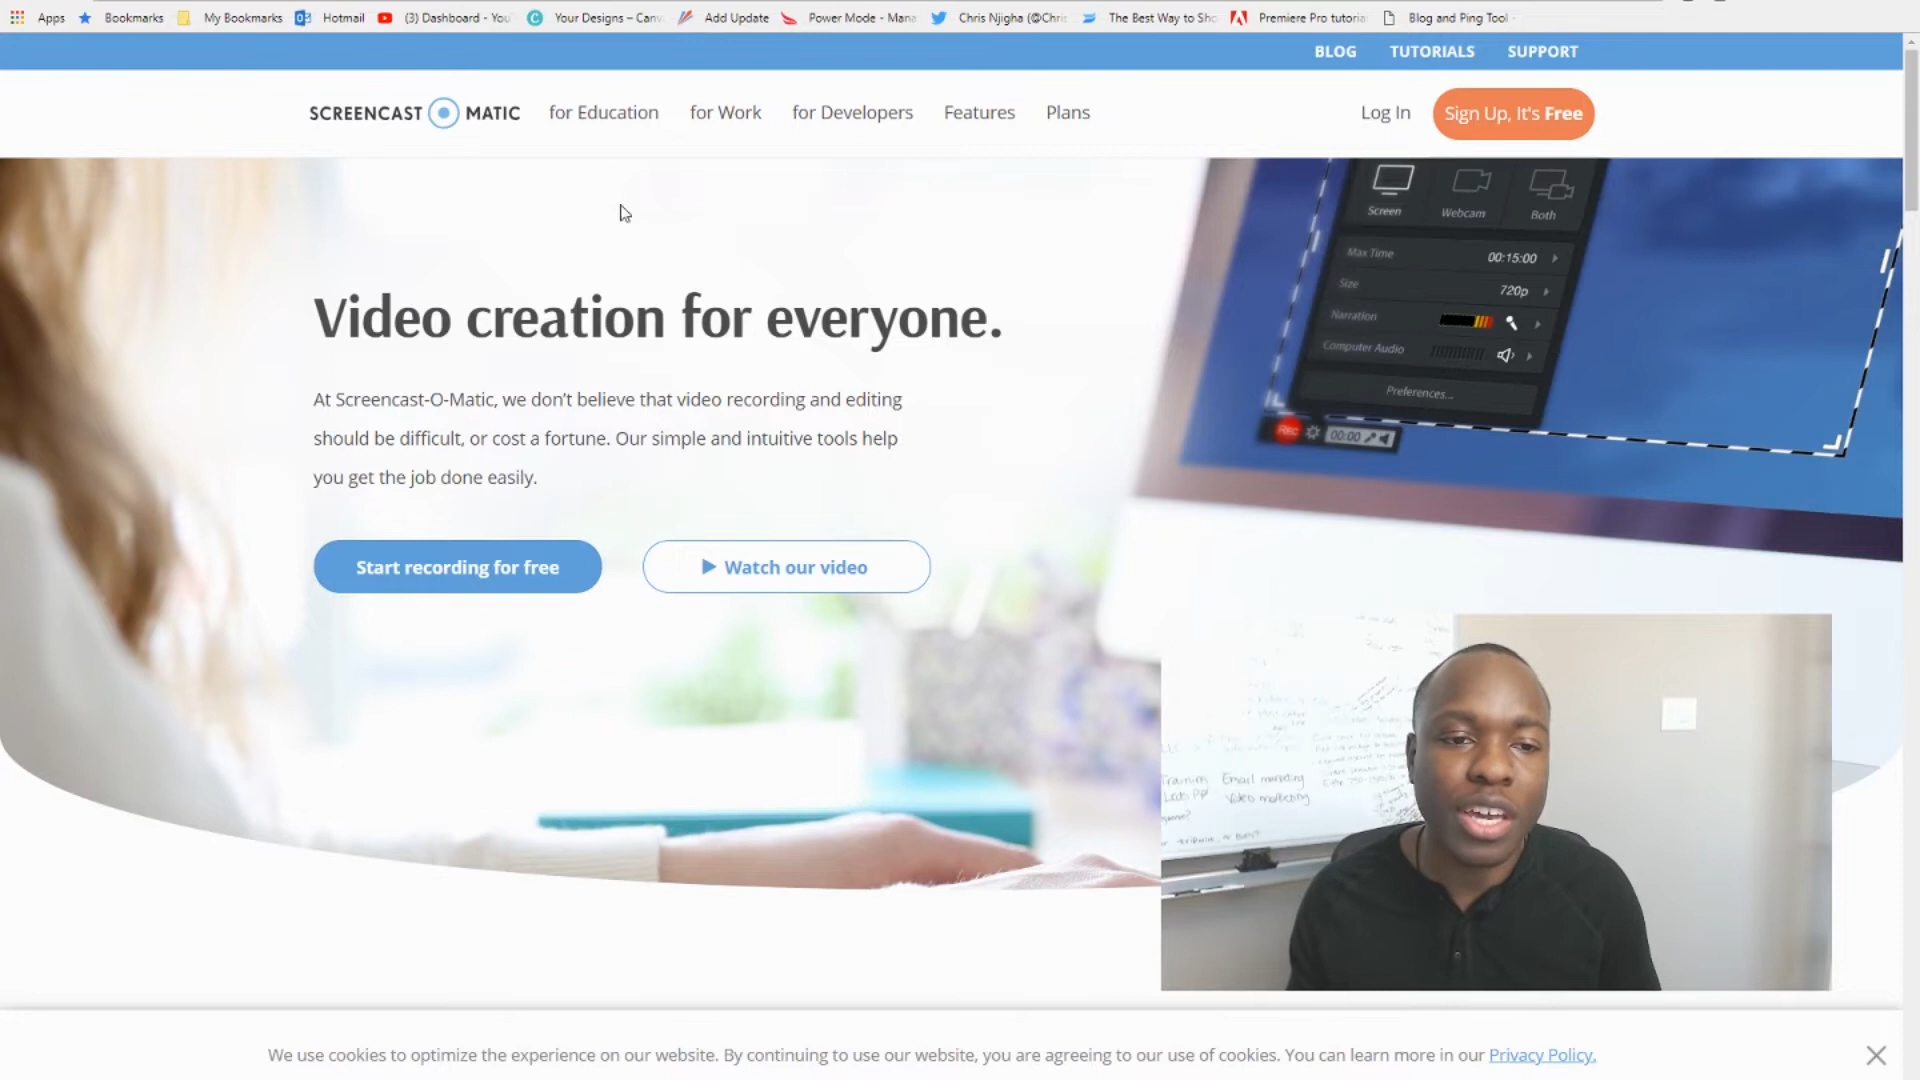 Apps Bookmarks My Bookmarks Hotmail (3) Dashboard - You Your Designs – Canv Add Update Power Mode - Mana Chris Njigha (@Chris The Best Way to Sho Premiere Pro tutoria Blog and Ping Tool -
BLOG TUTORIALS SUPPORT
SCREENCAST MATIC for Education for Work for Developers Features Plans Log In Sign Up, It's Free
Screen Webcam Both
Max Time 00:15:00
Size 720p
Narration
Computer Audio
Preferences...
Rec 00:00
Video creation for everyone.
At Screencast-O-Matic, we don't believe that video recording and editing
should be difficult, or cost a fortune. Our simple and intuitive tools help
you get the job done easily.
Start recording for free Watch our video
Training Email marketing
Video marketing
We use cookies to optimize the experience on our website. By continuing to use our website, you are agreeing to our use of cookies. You can learn more in our Privacy Policy.